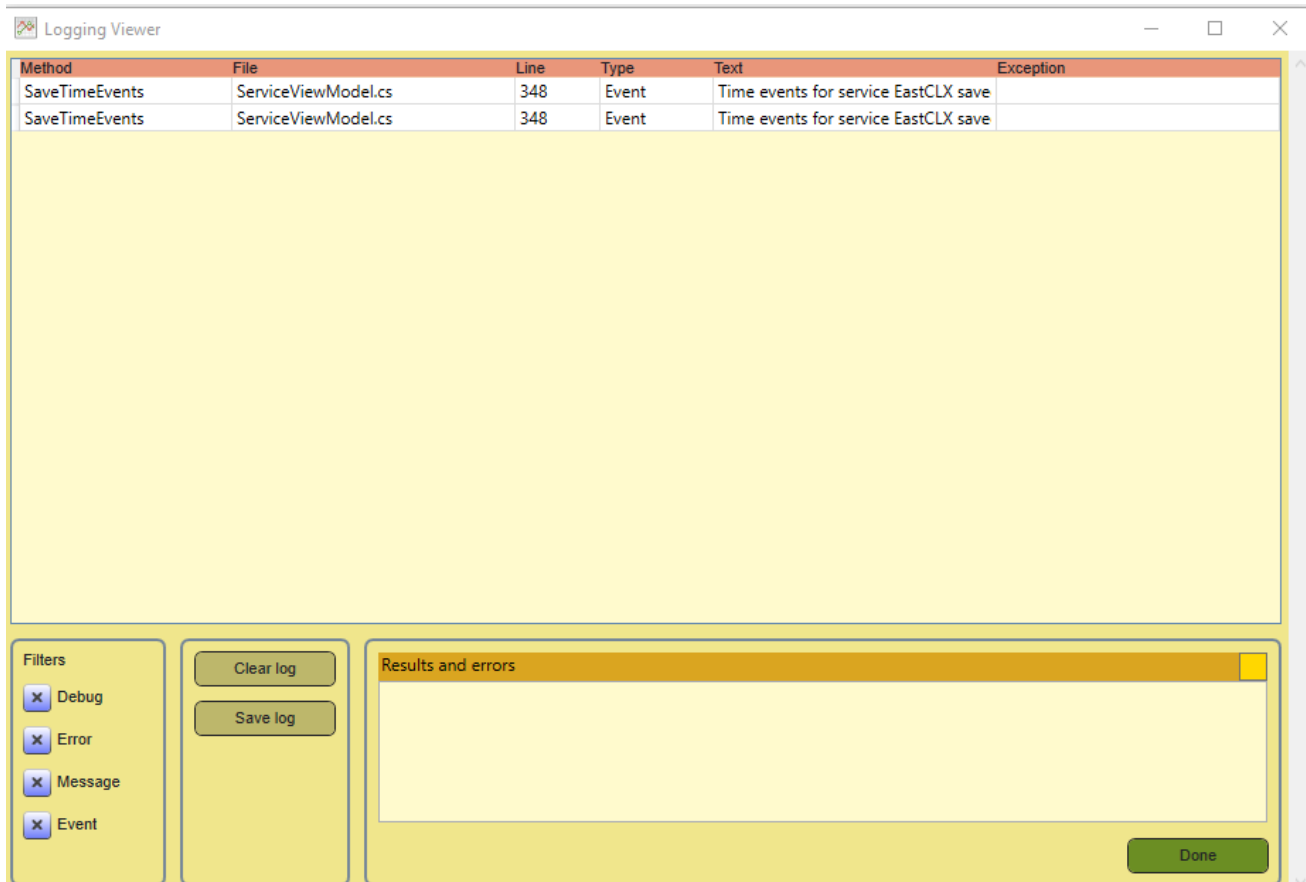 Logging Viewer
Method File Line Type Text Exception
SaveTimeEvents ServiceViewModel.cs 348 Event Time events for service EastCLX save
SaveTimeEvents ServiceViewModel.cs 348 Event Time events for service EastCLX save
Filters
Debug
Error
Message
Event
Clear log
Save log
Results and errors
Done